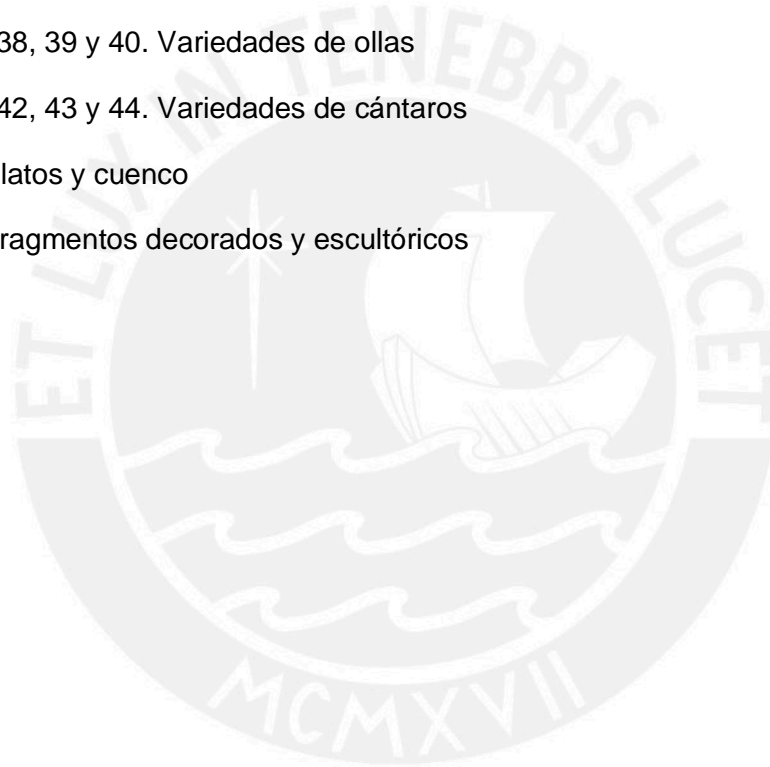 38, 39 y 40. Variedades de ollas
42, 43 y 44. Variedades de cántaros
latos y cuenco
ragmentos decorados y escultóricos
ET LUX IN TENEBRIS LUCET
MCMXVII